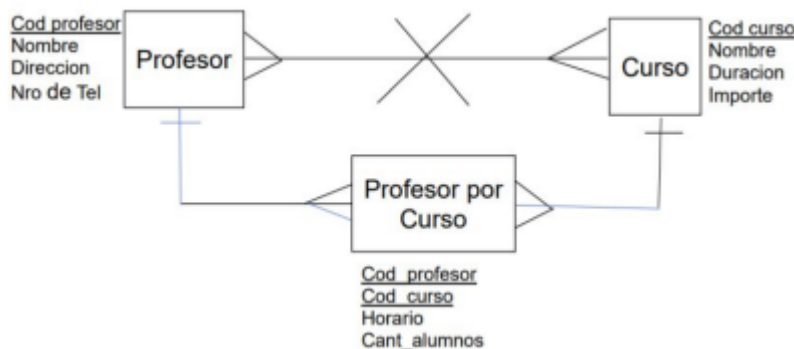 Cod profesor
Nombre
Direccion
Nro de Tel
Profesor
Curso
Cod curso
Nombre
Duracion
Importe
Profesor por
Curso
Cod_profesor
Cod_curso
Horario
Cant_alumnos